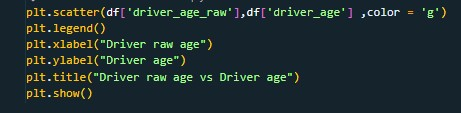 plt.scatter(df['driver_age_raw'],df['driver_age'] ,color = 'g')
plt.legend()
plt.xlabel("Driver raw age")
plt.ylabel("Driver age")
plt.title("Driver raw age vs Driver age")
plt.show()